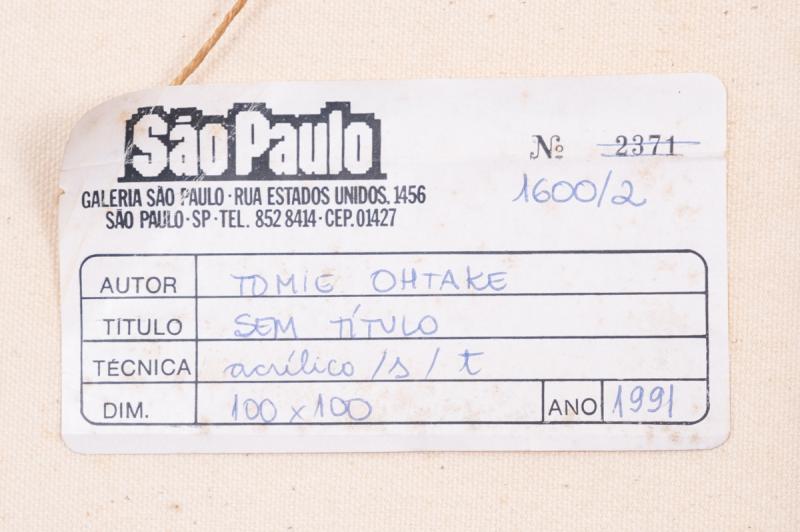 São Paulo
GALERIA SÃO PAULO · RUA ESTADOS UNIDOS, 1456
SÃO PAULO · SP · TEL. 852 8414 · CEP. 01427
Nº 2371
1600/2
AUTOR TOMIE OHTAKE
TÍTULO SEM TÍTULO
TÉCNICA acrílico /s/ t
DIM. 100 x 100 ANO 1991